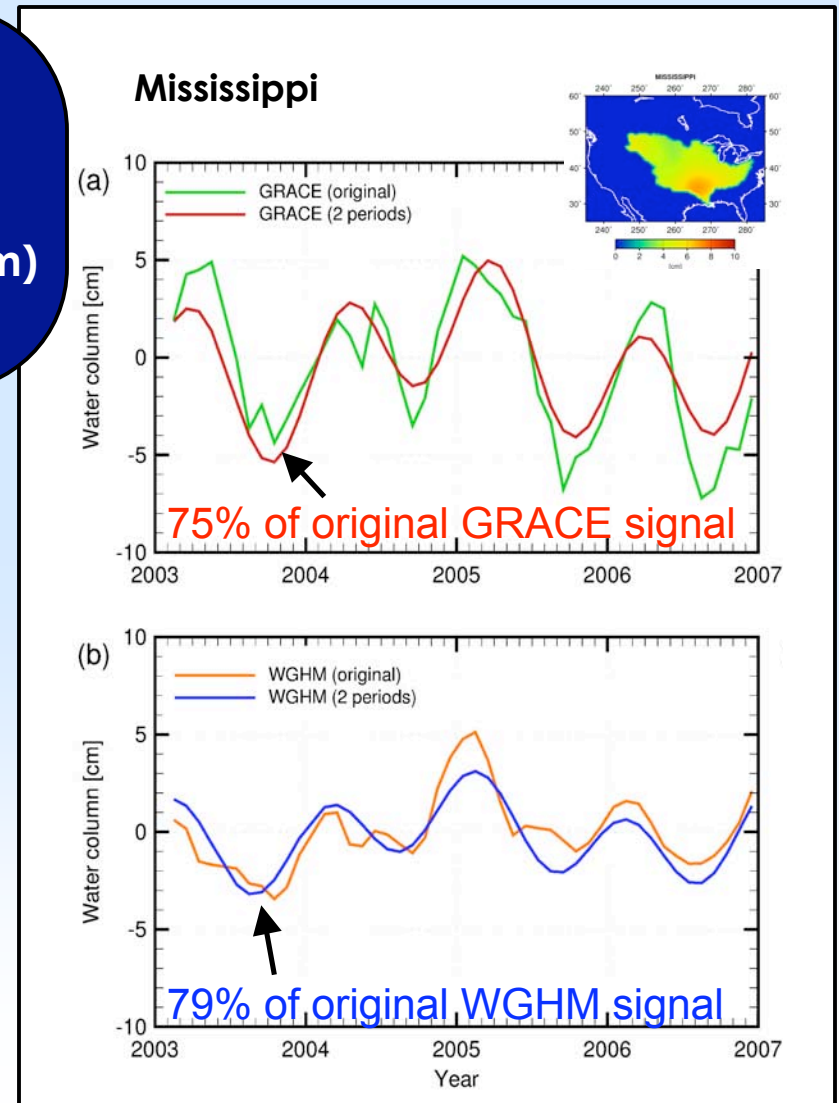 m)
Mississippi
MISSISSIPPI
240° 250° 260° 270° 280°
60° 60°
50° 50°
40° 40°
30° 30°
240° 250° 260° 270° 280°
0 2 4 6 8 10
[cm]
(a)
GRACE (original)
GRACE (2 periods)
10
5
0
-5
-10
Water column [cm]
75% of original GRACE signal
2003 2004 2005 2006 2007
(b)
WGHM (original)
WGHM (2 periods)
10
5
0
-5
-10
Water column [cm]
79% of original WGHM signal
2003 2004 2005 2006 2007
Year